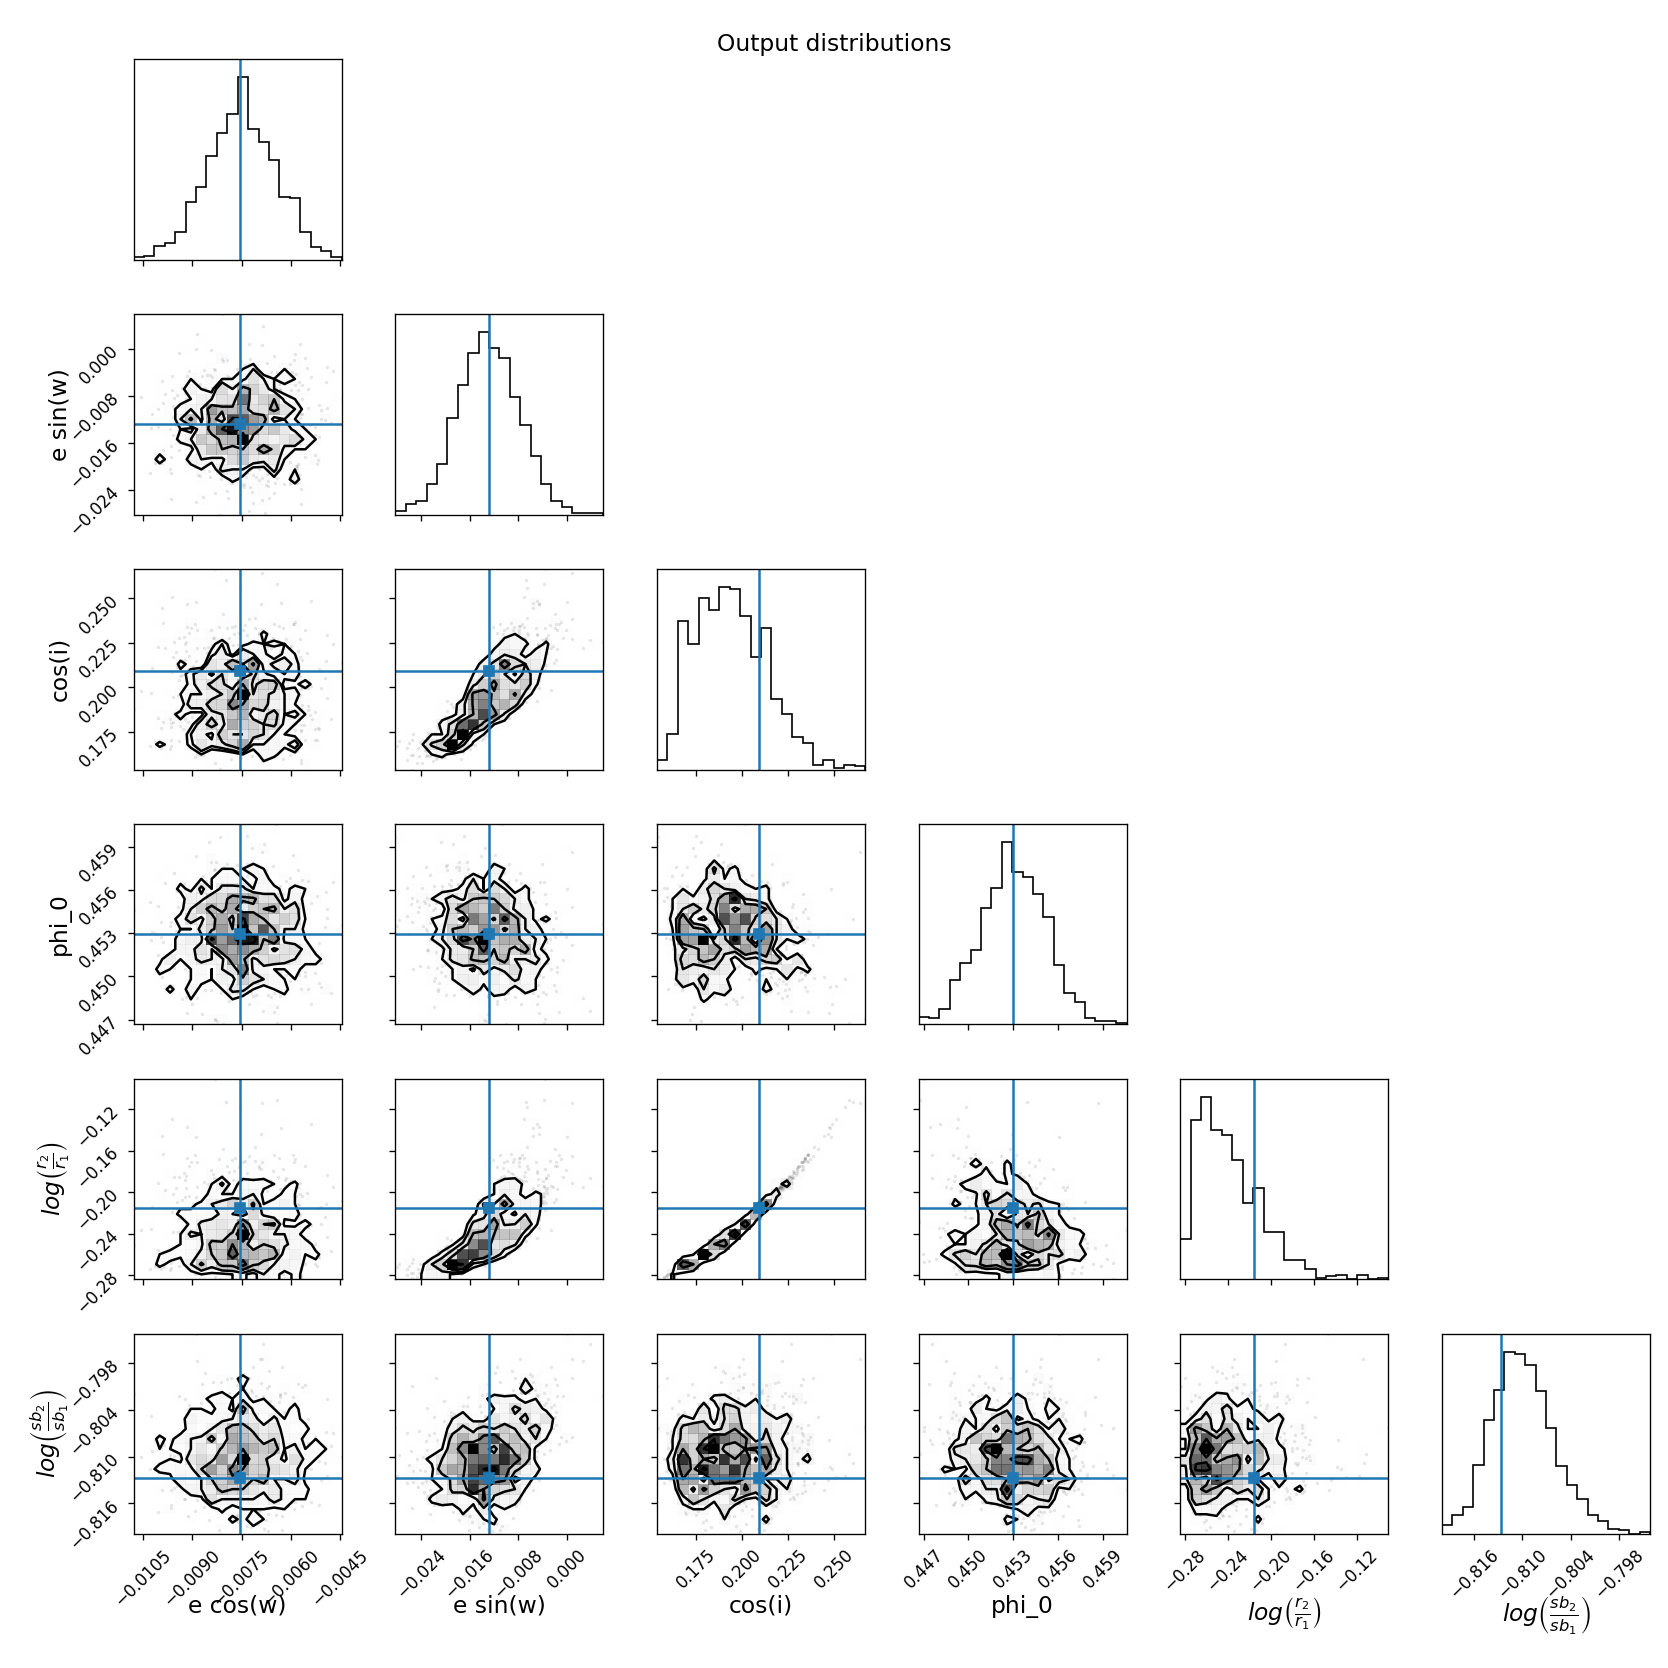 Output distributions
e sin(w)
0.000
−0.008
−0.016
−0.024
cos(i)
0.250
0.225
0.200
0.175
phi_0
0.459
0.456
0.453
0.450
0.447
log(r₂/r₁)
−0.12
−0.16
−0.20
−0.24
−0.28
log(sb₂/sb₁)
−0.798
−0.804
−0.810
−0.816
−0.0105 −0.0090 −0.0075 −0.0060 −0.0045
−0.024 −0.016 −0.008 0.000
0.175 0.200 0.225 0.250
0.447 0.450 0.453 0.456 0.459
−0.28 −0.24 −0.20 −0.16 −0.12
−0.816 −0.810 −0.804 −0.798
e cos(w)
e sin(w)
cos(i)
phi_0
log(r₂/r₁)
log(sb₂/sb₁)